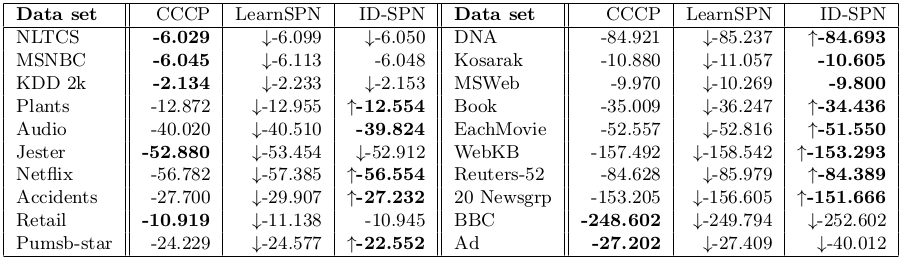 Data set CCCP LearnSPN ID-SPN Data set CCCP LearnSPN ID-SPN
NLTCS -6.029 ↓-6.099 ↓-6.050 DNA -84.921 ↓-85.237 ↑-84.693
MSNBC -6.045 ↓-6.113 -6.048 Kosarak -10.880 ↓-11.057 -10.605
KDD 2k -2.134 ↓-2.233 ↓-2.153 MSWeb -9.970 ↓-10.269 -9.800
Plants -12.872 ↓-12.955 ↑-12.554 Book -35.009 ↓-36.247 ↑-34.436
Audio -40.020 ↓-40.510 -39.824 EachMovie -52.557 ↓-52.816 ↑-51.550
Jester -52.880 ↓-53.454 ↓-52.912 WebKB -157.492 ↓-158.542 ↑-153.293
Netflix -56.782 ↓-57.385 ↑-56.554 Reuters-52 -84.628 ↓-85.979 ↑-84.389
Accidents -27.700 ↓-29.907 ↑-27.232 20 Newsgrp -153.205 ↓-156.605 ↑-151.666
Retail -10.919 ↓-11.138 -10.945 BBC -248.602 ↓-249.794 ↓-252.602
Pumsb-star -24.229 ↓-24.577 ↑-22.552 Ad -27.202 ↓-27.409 ↓-40.012